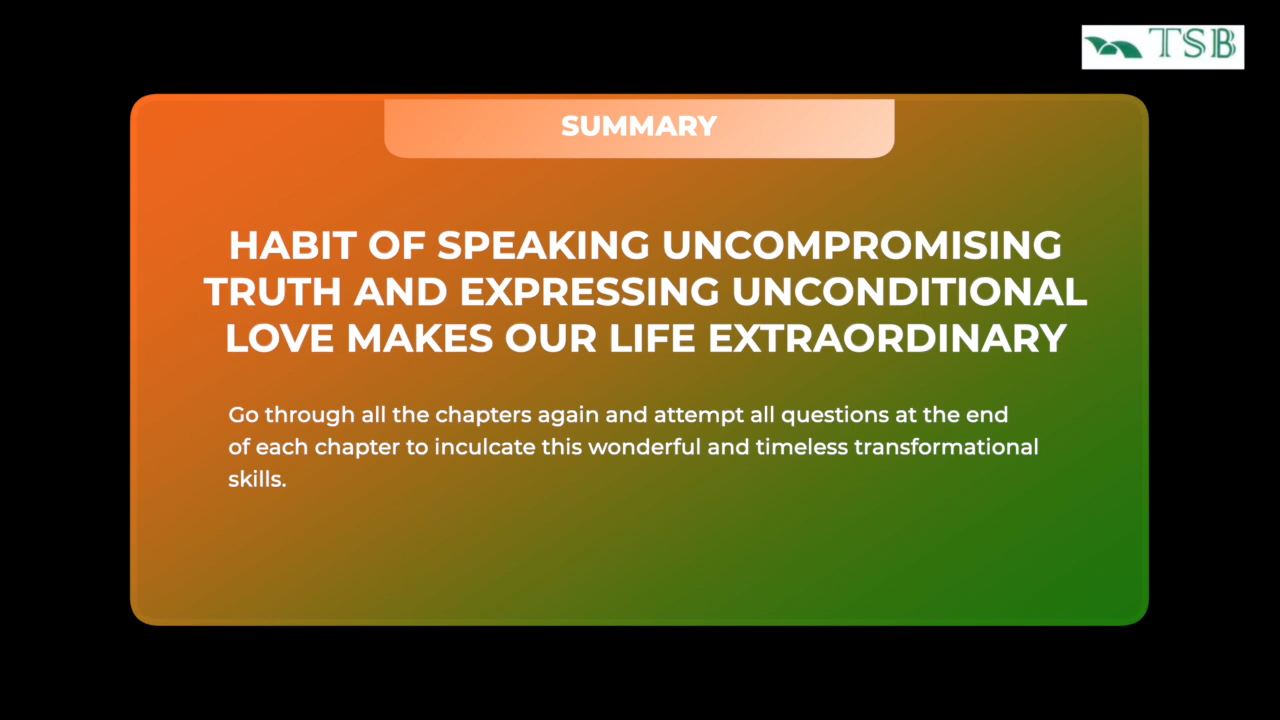 TSB
SUMMARY
HABIT OF SPEAKING UNCOMPROMISING
TRUTH AND EXPRESSING UNCONDITIONAL
LOVE MAKES OUR LIFE EXTRAORDINARY
Go through all the chapters again and attempt all questions at the end
of each chapter to inculcate this wonderful and timeless transformational
skills.